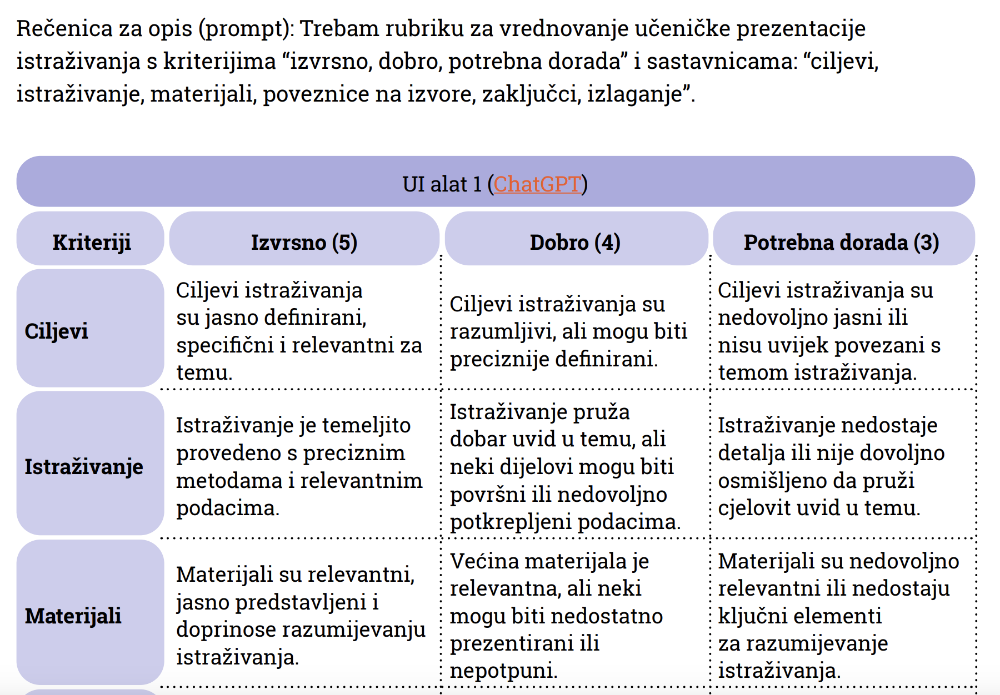 Rečenica za opis (prompt): Trebam rubriku za vrednovanje učeničke prezentacije
istraživanja s kriterijima “izvrsno, dobro, potrebna dorada” i sastavnicama: “ciljevi,
istraživanje, materijali, poveznice na izvore, zaključci, izlaganje”.
UI alat 1 (ChatGPT)
Kriteriji
Izvrsno (5)
Dobro (4)
Potrebna dorada (3)
Ciljevi
Ciljevi istraživanja
su jasno definirani,
specifični i relevantni za
temu.
Ciljevi istraživanja su
razumljivi, ali mogu biti
preciznije definirani.
Ciljevi istraživanja su
nedovoljno jasni ili
nisu uvijek povezani s
temom istraživanja.
Istraživanje
Istraživanje je temeljito
provedeno s preciznim
metodama i relevantnim
podacima.
Istraživanje pruža
dobar uvid u temu, ali
neki dijelovi mogu biti
površni ili nedovoljno
potkrepljeni podacima.
Istraživanje nedostaje
detalja ili nije dovoljno
osmišljeno da pruži
cjelovit uvid u temu.
Materijali
Materijali su relevantni,
jasno predstavljeni i
doprinose razumijevanju
istraživanja.
Većina materijala je
relevantna, ali neki
mogu biti nedostatno
prezentirani ili
nepotpuni.
Materijali su nedovoljno
relevantni ili nedostaju
ključni elementi
za razumijevanje
istraživanja.